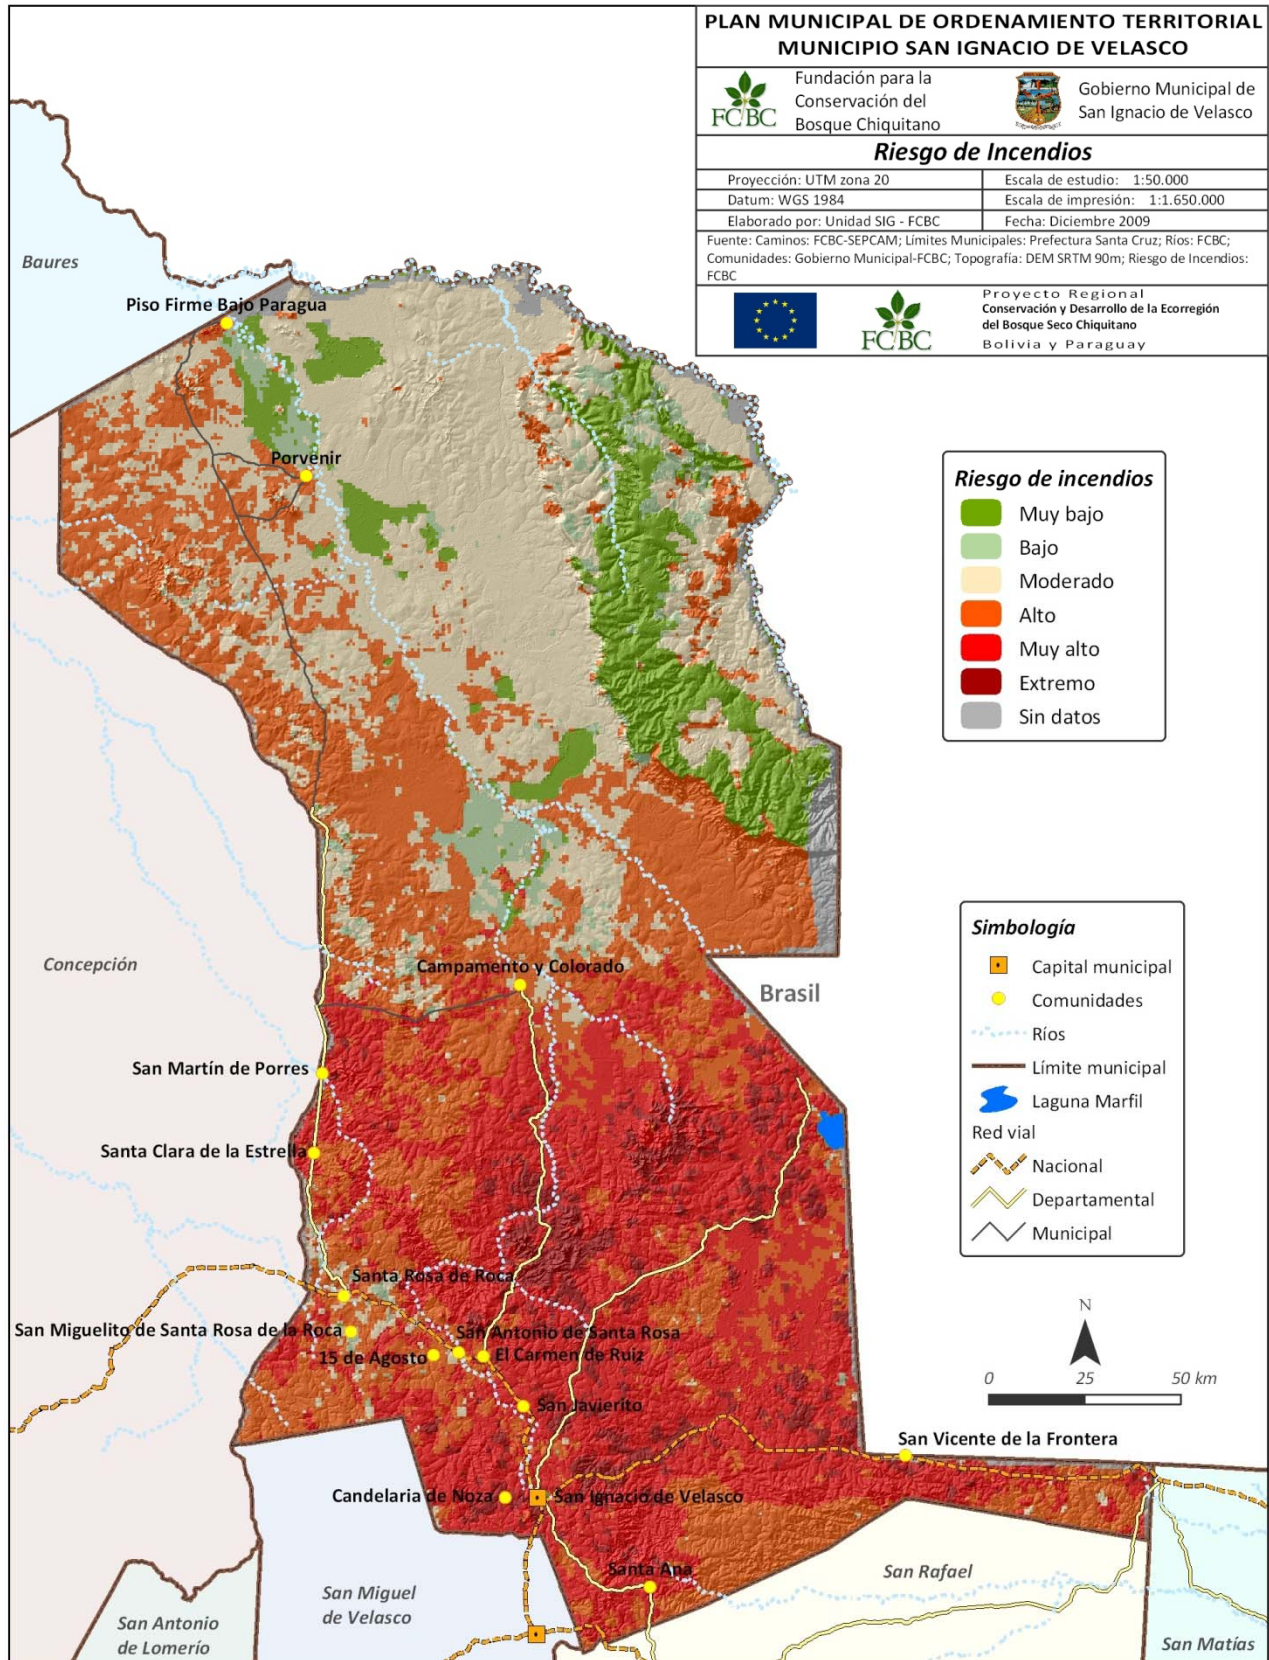 PLAN MUNICIPAL DE ORDENAMIENTO TERRITORIAL
MUNICIPIO SAN IGNACIO DE VELASCO
FCBC
Fundación para la
Conservación del
Bosque Chiquitano
Gobierno Municipal de
San Ignacio de Velasco
Riesgo de Incendios
Proyección: UTM zona 20
Escala de estudio: 1:50.000
Datum: WGS 1984
Escala de impresión: 1:1.650.000
Elaborado por: Unidad SIG - FCBC
Fecha: Diciembre 2009
Fuente: Caminos: FCBC-SEPCAM; Límites Municipales: Prefectura Santa Cruz; Ríos: FCBC;
Comunidades: Gobierno Municipal-FCBC; Topografía: DEM SRTM 90m; Riesgo de Incendios:
FCBC
FCBC
Proyecto Regional
Conservación y Desarrollo de la Ecorregión
del Bosque Seco Chiquitano
Bolivia y Paraguay
Baures
Piso Firme Bajo Paragua
Porvenir
Riesgo de incendios
Muy bajo
Bajo
Moderado
Alto
Muy alto
Extremo
Sin datos
Concepción
Campamento y Colorado
Brasil
San Martín de Porres
Santa Clara de la Estrella
Simbología
Capital municipal
Comunidades
Ríos
Límite municipal
Laguna Marfil
Red vial
Nacional
Departamental
Municipal
Santa Rosa de Roca
San Miguelito de Santa Rosa de la Roca
San Antonio de Santa Rosa
15 de Agosto
El Carmen de Ruiz
San Javierito
N
0 25 50 km
San Vicente de la Frontera
Candelaria de Noza
San Ignacio de Velasco
Santa Ana
San Rafael
San Miguel
de Velasco
San Antonio
de Lomerío
San Matías